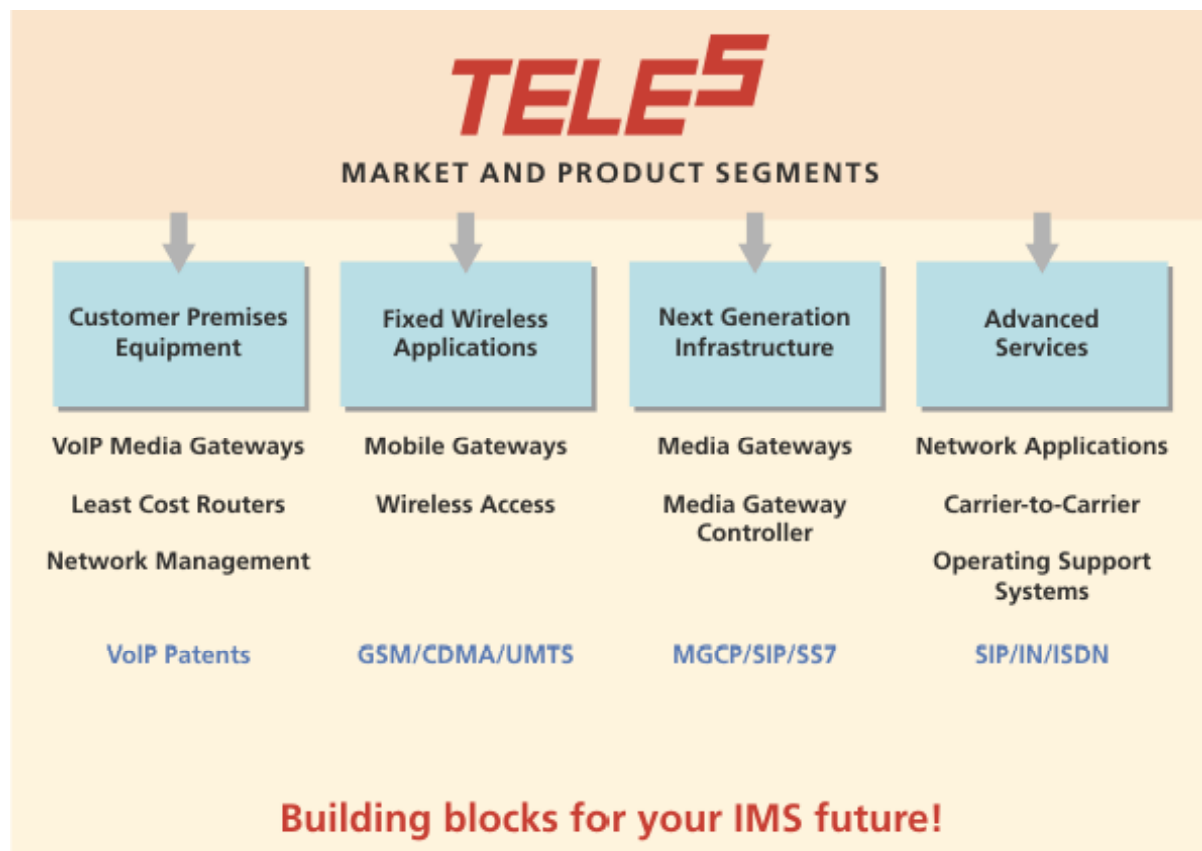 TELES
MARKET AND PRODUCT SEGMENTS
Customer Premises
Equipment
Fixed Wireless
Applications
Next Generation
Infrastructure
Advanced
Services
VoIP Media Gateways
Least Cost Routers
Network Management
Mobile Gateways
Wireless Access
Media Gateways
Media Gateway
Controller
Network Applications
Carrier-to-Carrier
Operating Support
Systems
VoIP Patents
GSM/CDMA/UMTS
MGCP/SIP/SS7
SIP/IN/ISDN
Building blocks for your IMS future!